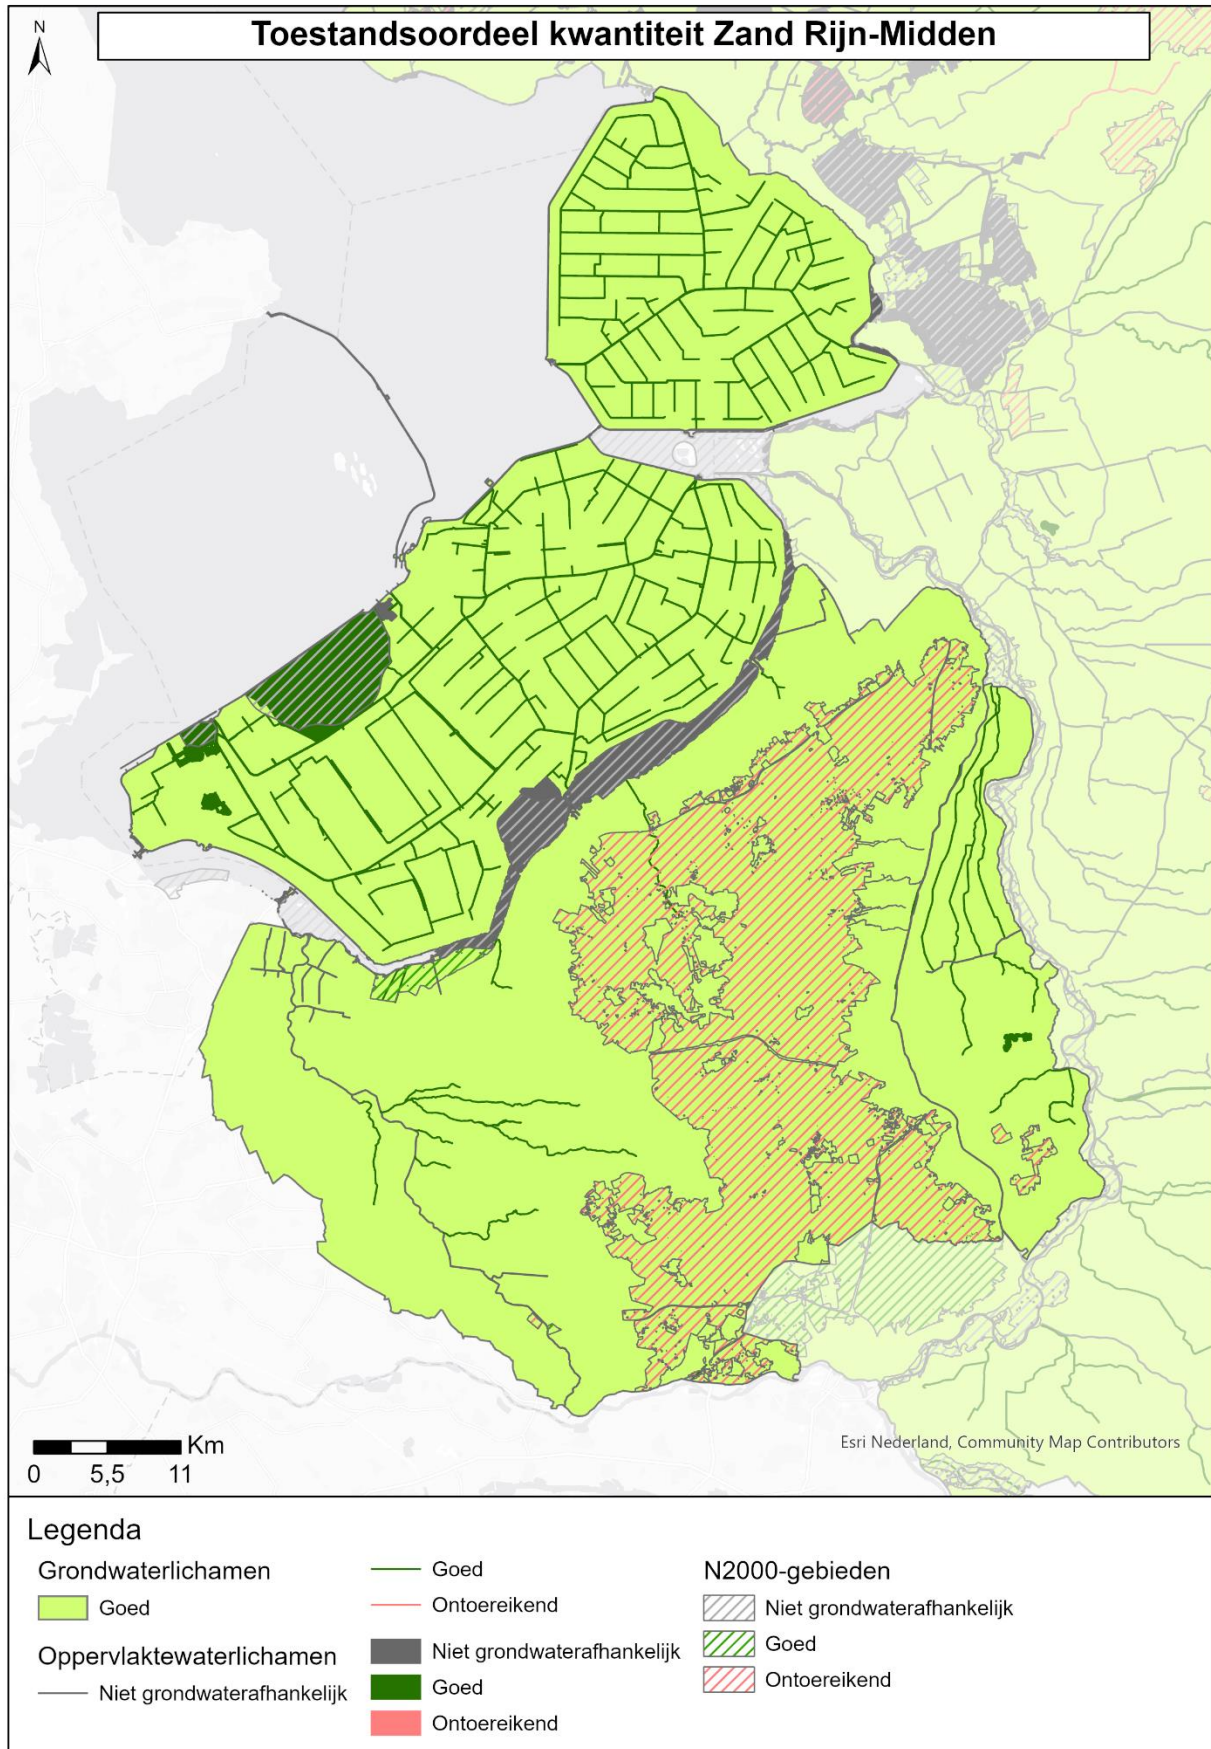 Toestandsoordeel kwantiteit Zand Rijn-Midden
N
Km
0 5,5 11
Esri Nederland, Community Map Contributors
Legenda
Grondwaterlichamen
Goed
Oppervlaktewaterlichamen
Niet grondwaterafhankelijk
Goed
Ontoereikend
Niet grondwaterafhankelijk
Goed
Ontoereikend
N2000-gebieden
Niet grondwaterafhankelijk
Goed
Ontoereikend